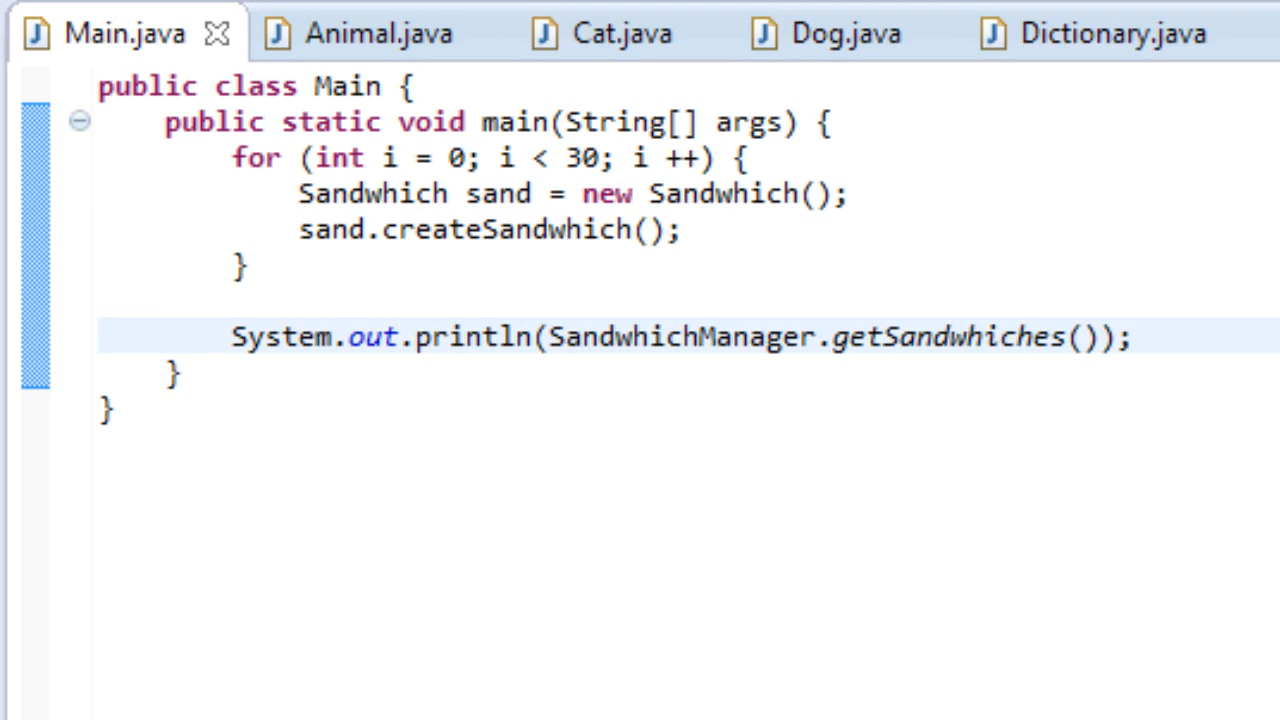 Main.java Animal.java Cat.java Dog.java Dictionary.java
public class Main {
public static void main(String[] args) {
for (int i = 0; i < 30; i ++) {
Sandwhich sand = new Sandwhich();
sand.createSandwhich();
}
System.out.println(SandwhichManager.getSandwhiches());
}
}